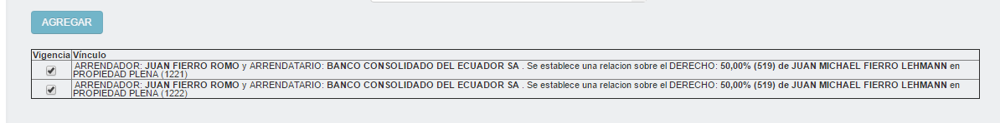 AGREGAR
Vigencia Vínculo
ARRENDADOR: JUAN FIERRO ROMO y ARRENDATARIO: BANCO CONSOLIDADO DEL ECUADOR SA . Se establece una relacion sobre el DERECHO: 50,00% (519) de JUAN MICHAEL FIERRO LEHMANN en
PROPIEDAD PLENA (1221)
ARRENDADOR: JUAN FIERRO ROMO y ARRENDATARIO: BANCO CONSOLIDADO DEL ECUADOR SA . Se establece una relacion sobre el DERECHO: 50,00% (519) de JUAN MICHAEL FIERRO LEHMANN en
PROPIEDAD PLENA (1222)